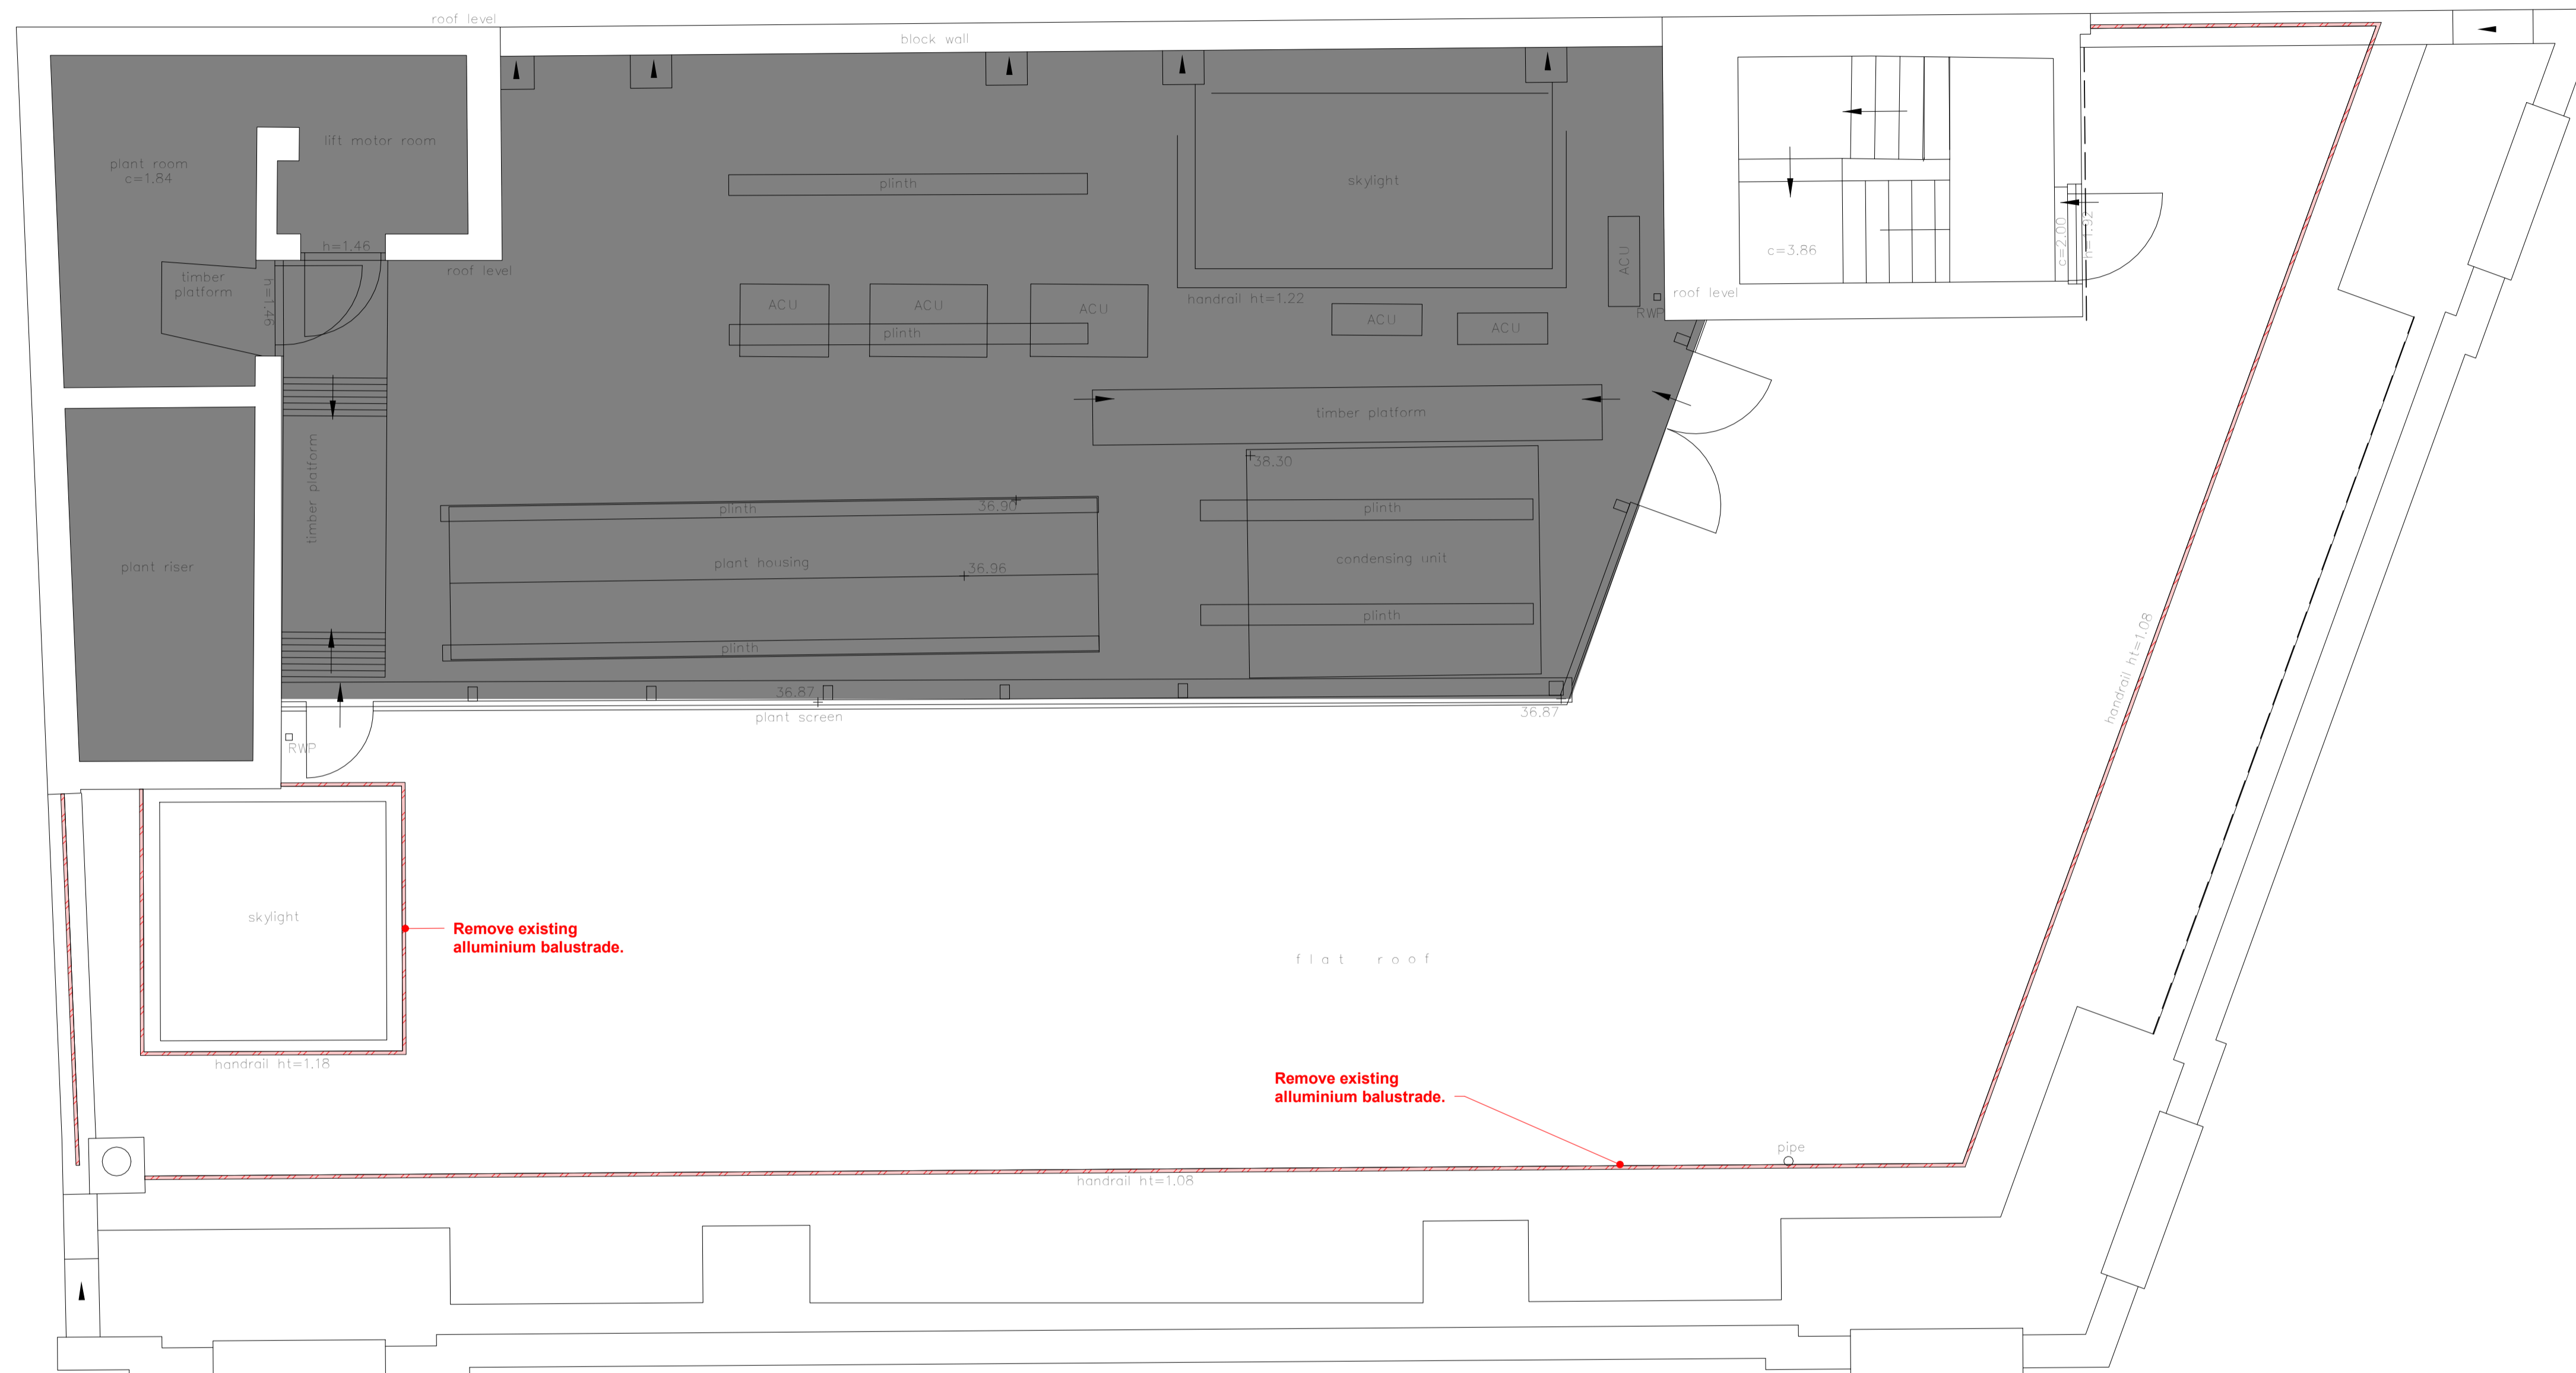 roof level
block wall
lift motor room
plant room
c=1.84
plinth
skylight
h=1.46
timber
platform
h=1.46
roof level
ACU
ACU
ACU
plinth
handrail ht=1.22
ACU
ACU
ACU
RWP
roof level
c=3.86
c=2.00
h=1.92
timber platform
timber platform
38.30
plinth
36.90
plinth
plant riser
plant housing
36.96
condensing unit
plinth
plinth
36.87
plant screen
36.87
RWP
handrail ht=1.08
skylight
Remove existing
alluminium balustrade.
flat roof
handrail ht=1.18
Remove existing
alluminium balustrade.
pipe
handrail ht=1.08